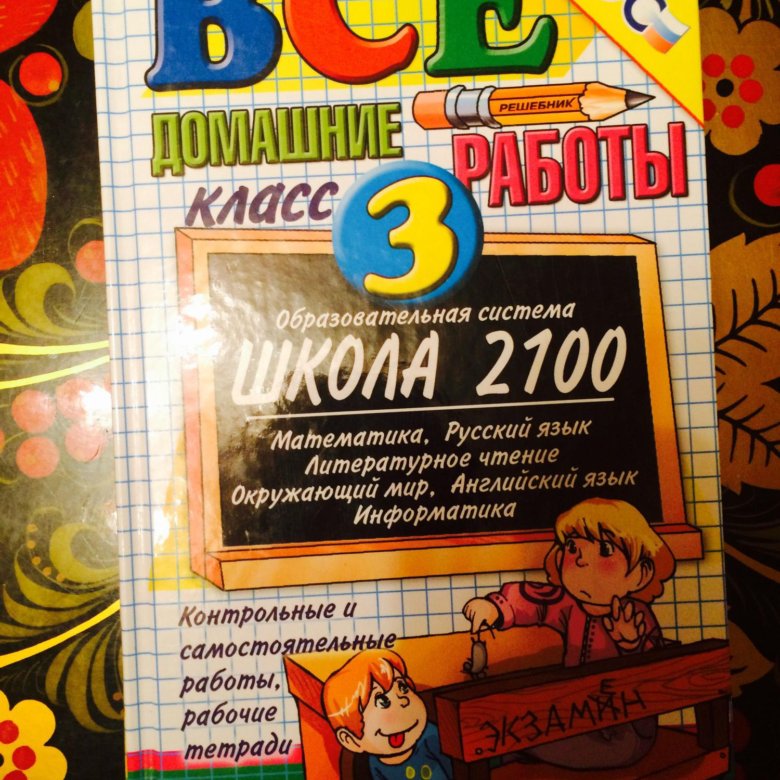 ВСЕ
ДОМАШНИЕ
РЕШЕБНИК
РАБОТЫ
класс 3
Образовательная система
ШКОЛА 2100
Математика, Русский язык
Литературное чтение
Окружающий мир, Английский язык
Информатика
Контрольные и
самостоятельные
работы,
рабочие
тетради
ЭКЗАМЕН